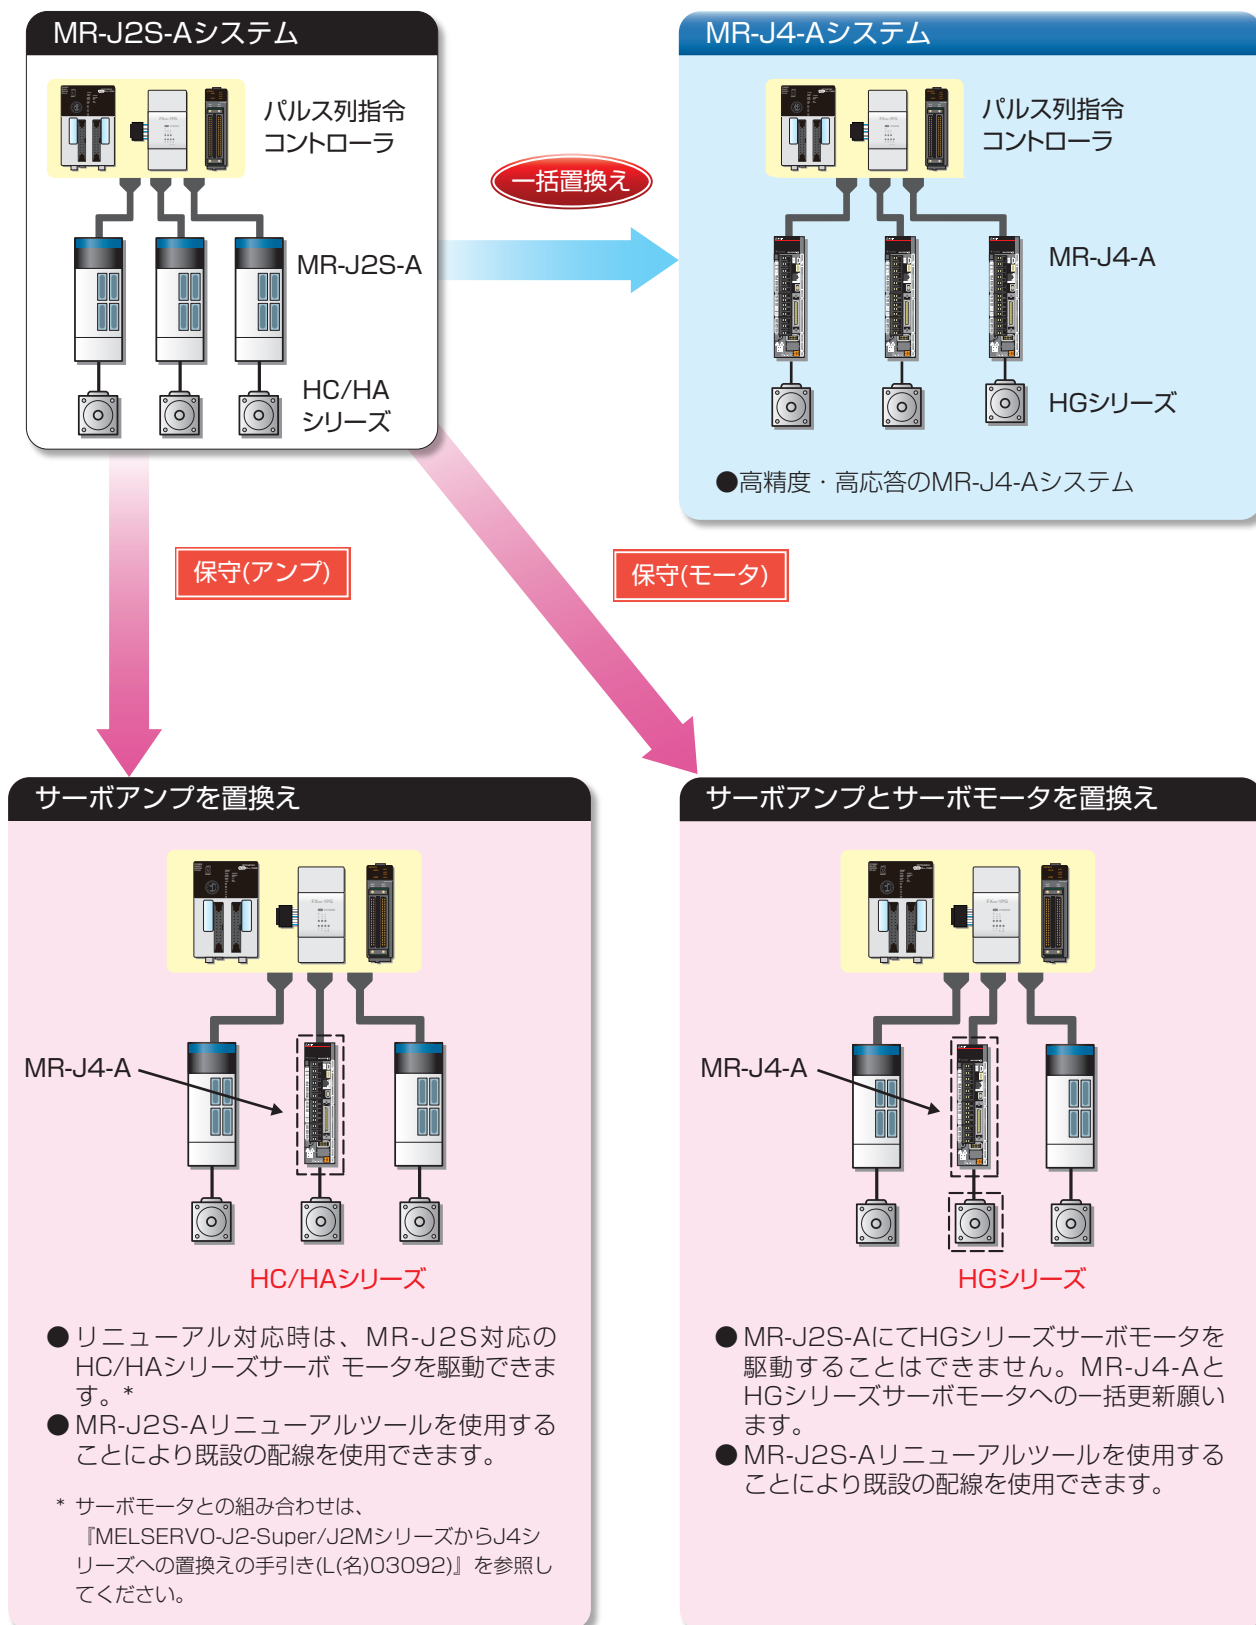 MR-J2S-Aシステム
パルス列指令
コントローラ
MR-J2S-A
HC/HA
シリーズ
一括置換え
MR-J4-Aシステム
パルス列指令
コントローラ
MR-J4-A
HGシリーズ
●高精度・高応答のMR-J4-Aシステム
保守(アンプ)
保守(モータ)
サーボアンプを置換え
MR-J4-A
HC/HAシリーズ
● リニューアル対応時は、MR-J2S対応の
HC/HAシリーズサーボ モータを駆動できま
す。*
● MR-J2S-Aリニューアルツールを使用する
ことにより既設の配線を使用できます。
* サーボモータとの組み合わせは、
『MELSERVO-J2-Super/J2MシリーズからJ4シ
リーズへの置換えの手引き(L(名)03092)』を参照し
てください。
サーボアンプとサーボモータを置換え
MR-J4-A
HGシリーズ
● MR-J2S-AにてHGシリーズサーボモータを
駆動することはできません。MR-J4-Aと
HGシリーズサーボモータへの一括更新願い
ます。
● MR-J2S-Aリニューアルツールを使用する
ことにより既設の配線を使用できます。